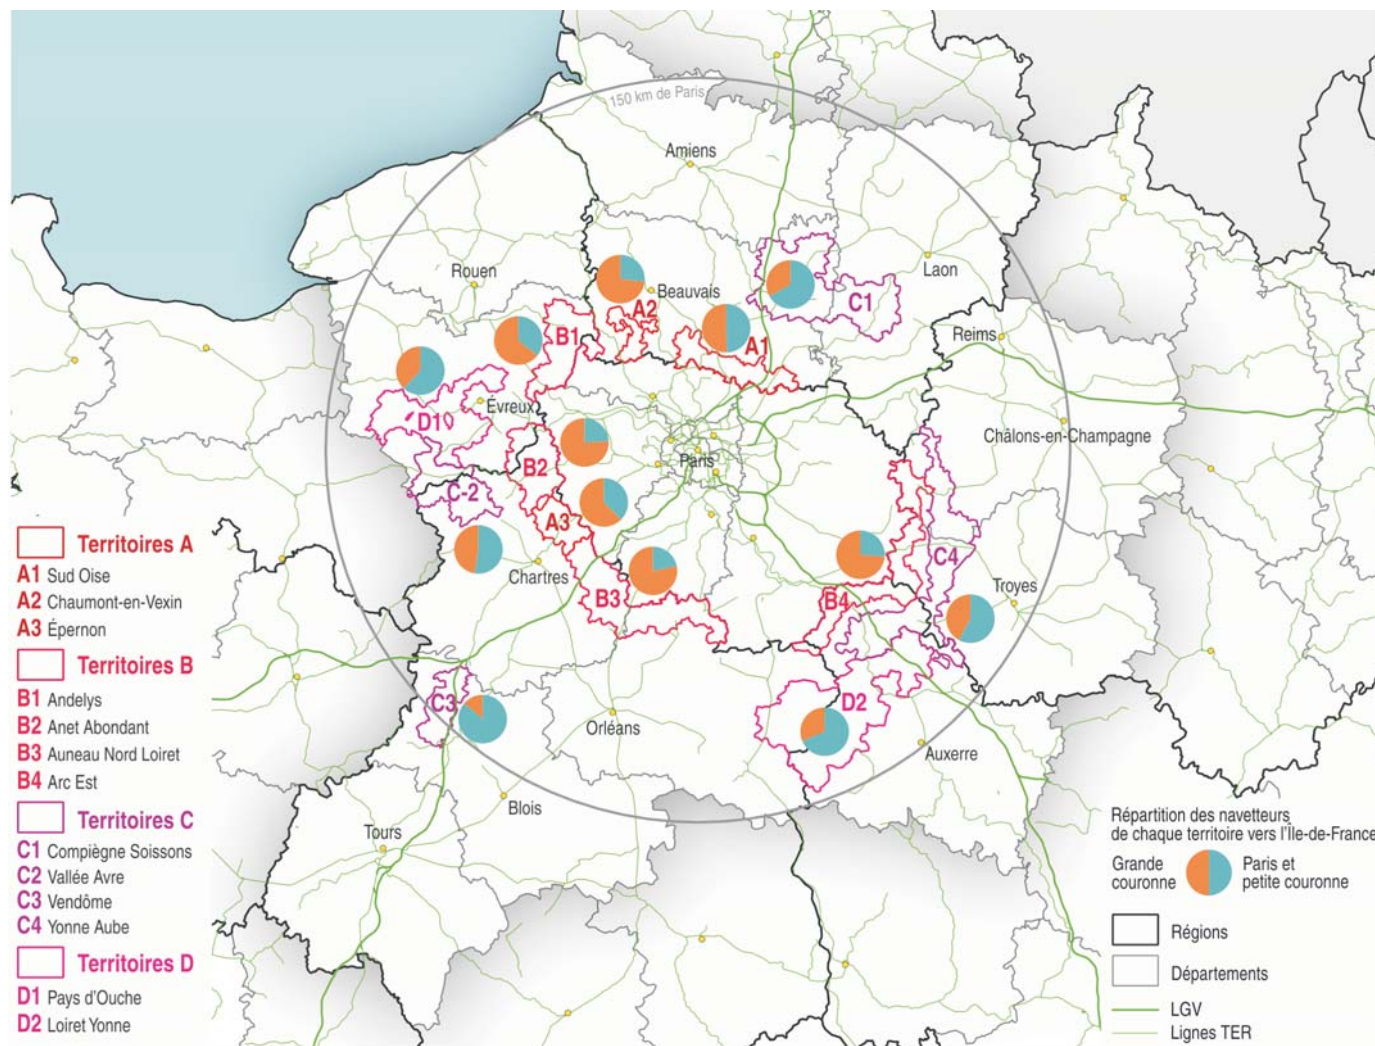 150 km de Paris
Amiens
Rouen
Beauvais
Laon
A2
C1
B1
A1
Reims
Évreux
D1
Châlons-en-Champagne
Paris
B2
C-2
A3
Chartres
C4
Troyes
B3
B4
C3
D2
Orléans
Auxerre
Blois
Tours
Territoires A
A1 Sud Oise
A2 Chaumont-en-Vexin
A3 Épernon
Territoires B
B1 Andelys
B2 Anet Abondant
B3 Auneau Nord Loiret
B4 Arc Est
Territoires C
C1 Compiègne Soissons
C2 Vallée Avre
C3 Vendôme
C4 Yonne Aube
Territoires D
D1 Pays d'Ouche
D2 Loiret Yonne
Répartition des navetteurs
de chaque territoire vers l'Île-de-France
Grande
couronne
Paris et
petite couronne
Régions
Départements
LGV
Lignes TER